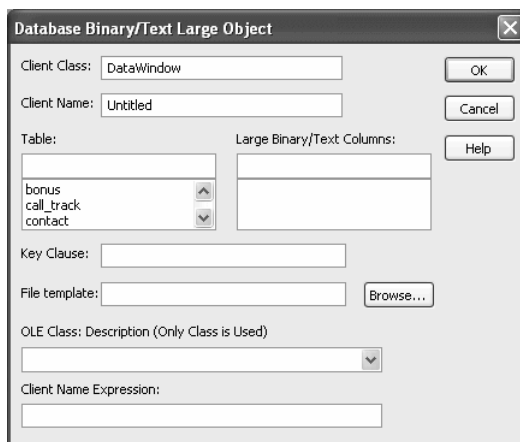 Database Binary/Text Large Object
Client Class: DataWindow
OK
Client Name: Untitled
Cancel
Table: Large Binary/Text Columns:
Help
bonus
call_track
contact
Key Clause:
File template: Browse...
OLE Class: Description (Only Class is Used)
Client Name Expression: